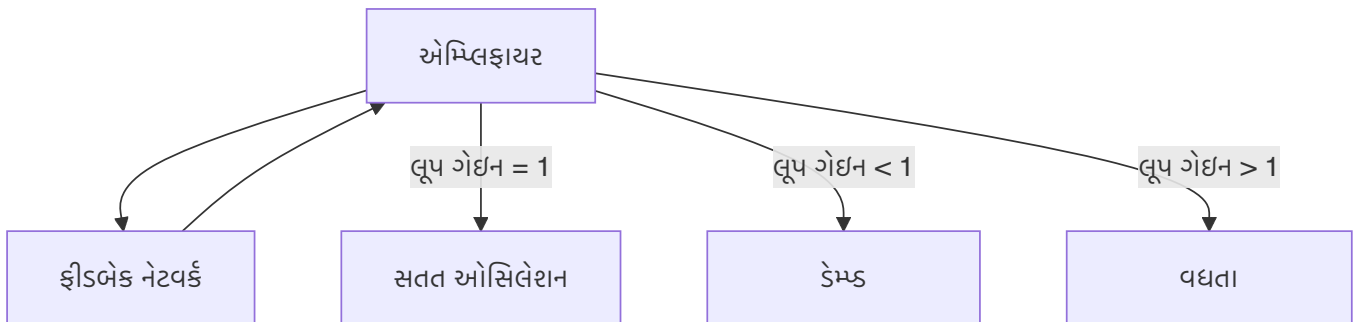 એમ્પ્લિફાયર
લૂપ ગેઇન = 1
લૂપ ગેઇન < 1
લૂપ ગેઇન > 1
ફીડબેક નેટવર્ક
સતત ઓસિલેશન
ડેમ્પ્ડ
વધતા